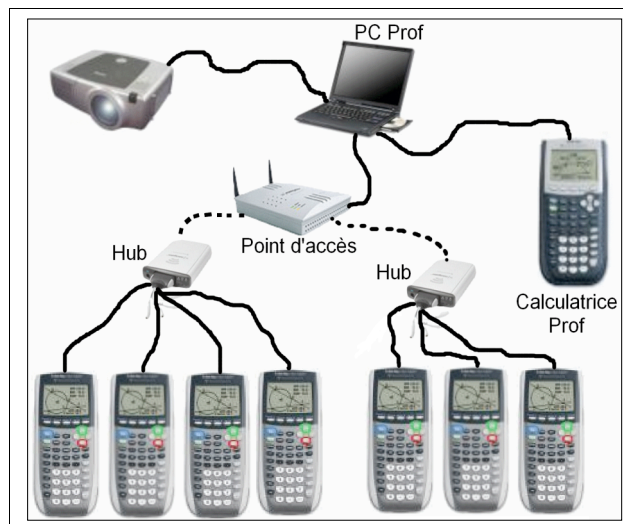 PC Prof
Point d'accès
Hub
Hub
Calculatrice
Prof